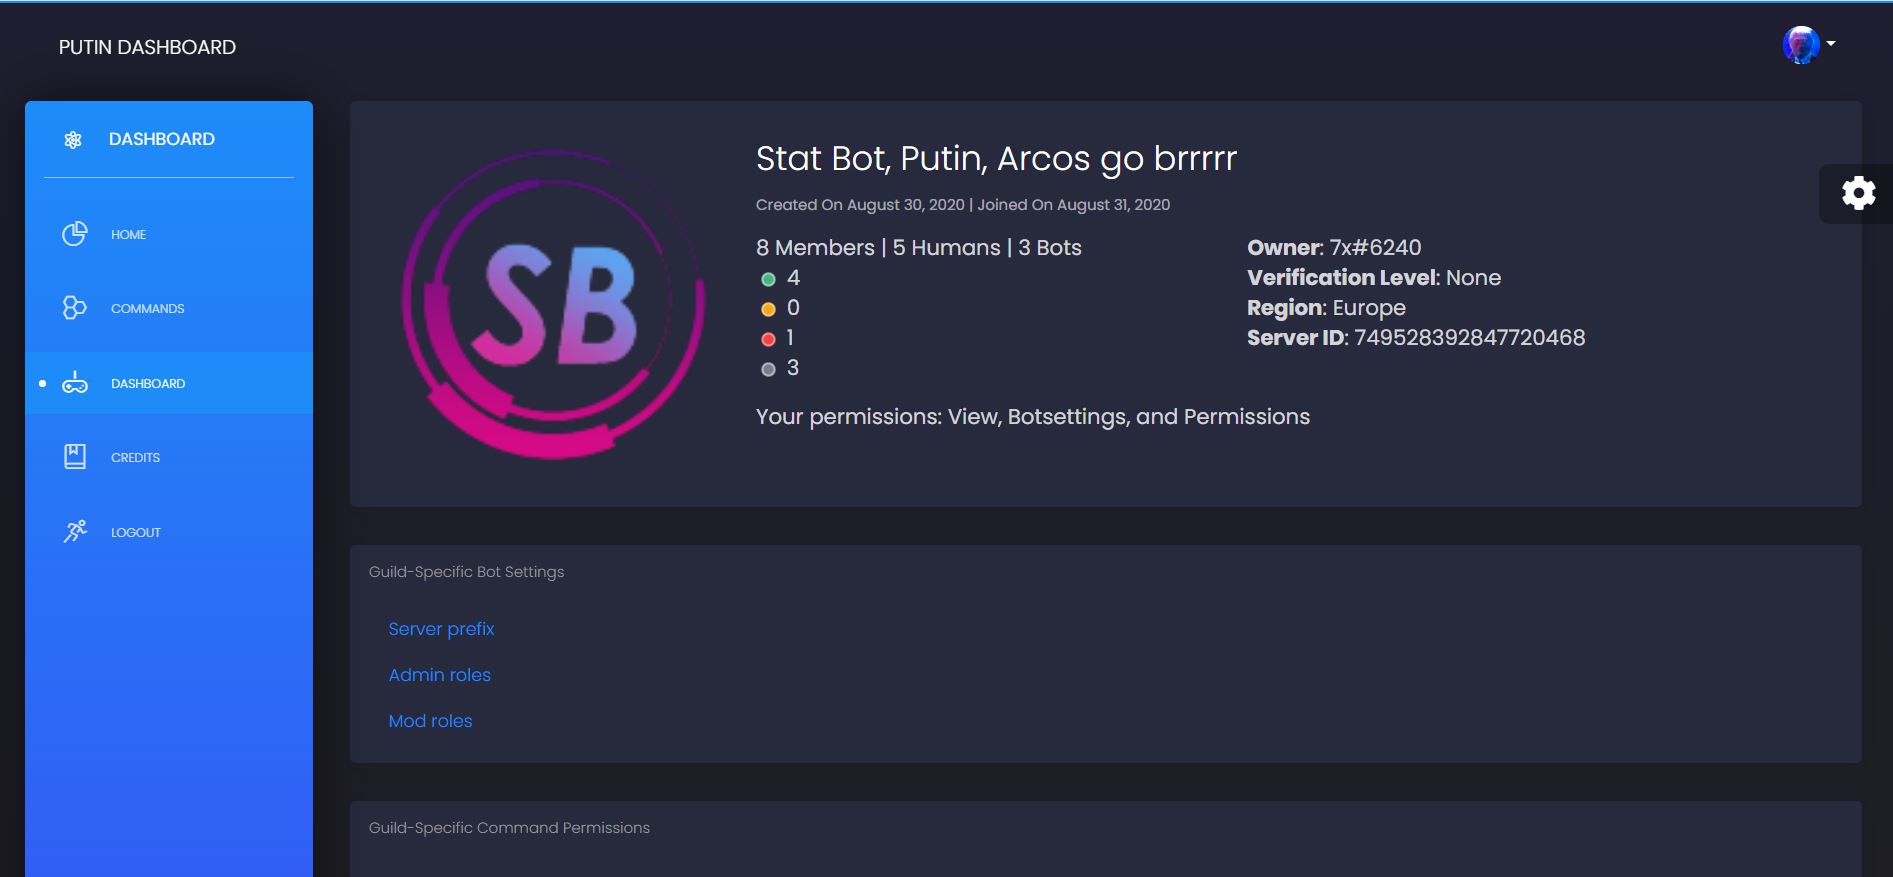 PUTIN DASHBOARD
DASHBOARD
HOME
COMMANDS
DASHBOARD
CREDITS
LOGOUT
SB
Stat Bot, Putin, Arcos go brrrrr
Created On August 30, 2020 | Joined On August 31, 2020
8 Members | 5 Humans | 3 Bots
4
0
1
3
Owner: 7x#6240
Verification Level: None
Region: Europe
Server ID: 749528392847720468
Your permissions: View, Botsettings, and Permissions
Guild-Specific Bot Settings
Server prefix
Admin roles
Mod roles
Guild-Specific Command Permissions